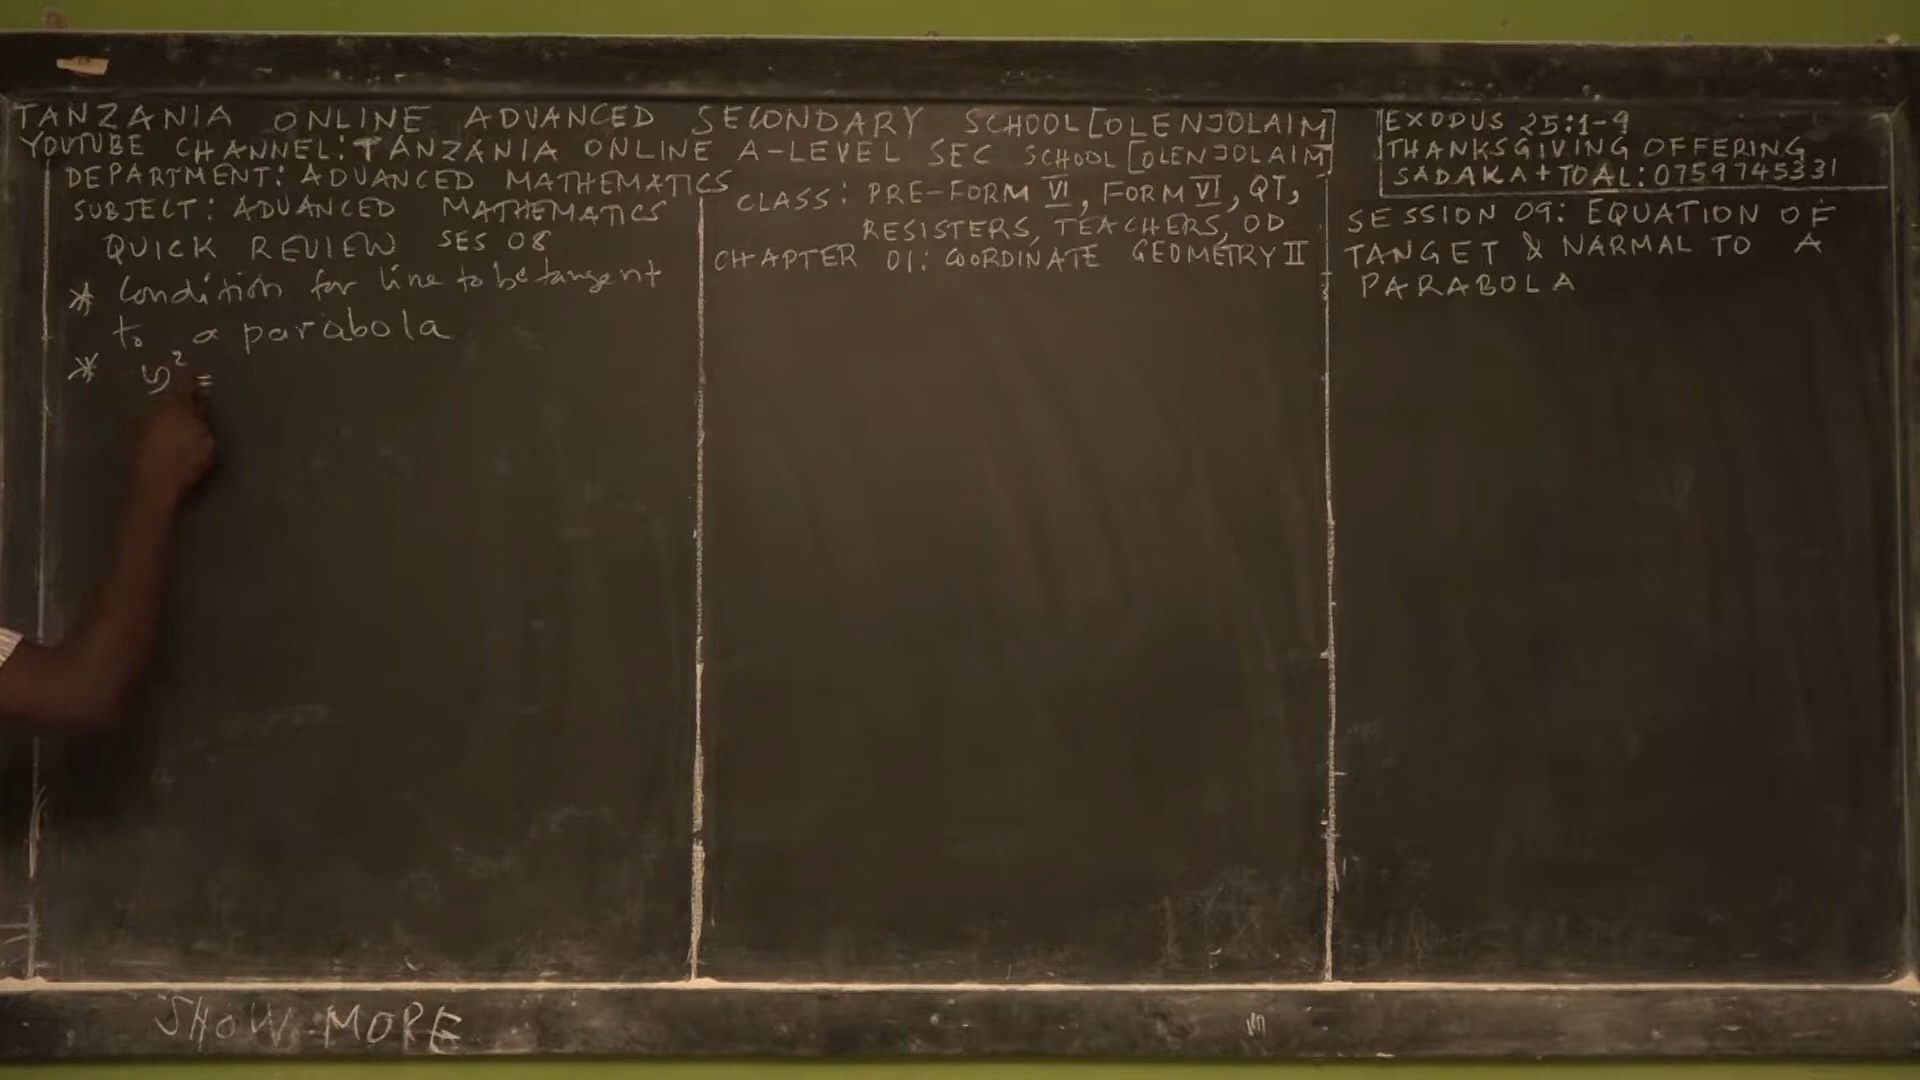 TANZANIA ONLINE ADVANCED SECONDARY SCHOOL [OLENJOLAIM]
YOUTUBE CHANNEL: TANZANIA ONLINE A-LEVEL SEC SCHOOL [OLENJOLAIM]
DEPARTMENT: ADVANCED MATHEMATICS
SUBJECT: ADVANCED MATHEMATICS
QUICK REVIEW SES 08
* Condition for line to be tangent
to a parabola
* y² =
CLASS: PRE-FORM VI, FORM VI, QT,
RESISTERS, TEACHERS, OD
CHAPTER 01: COORDINATE GEOMETRY II
EXODUS 25:1-9
THANKSGIVING OFFERING
SADAKA + TOAL: 0759745331
SESSION 09: EQUATION OF
TANGET & NARMAL TO A
PARABOLA
SHOW MORE